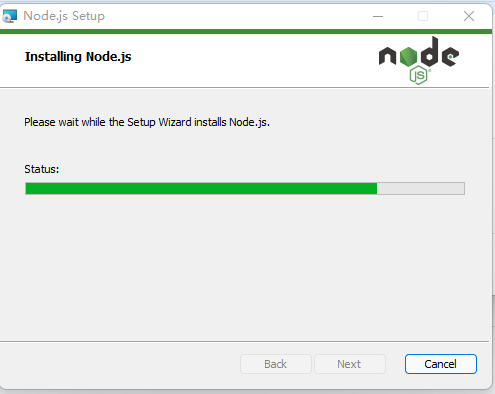 Node.js Setup
Installing Node.js
node
JS
Please wait while the Setup Wizard installs Node.js.
Status:
Back
Next
Cancel